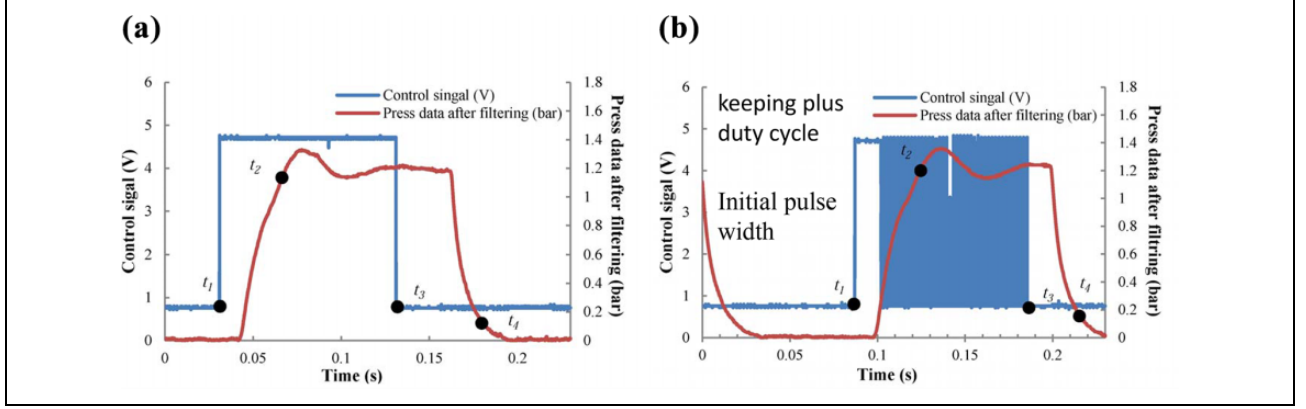 (a)
Control singal (V)
Press data after filtering (bar)
Control sigal (V)
6
5
4
3
2
1
0
0
0.05
0.1
0.15
0.2
Time (s)
1.8
1.6
1.4
1.2
1
0.8
0.6
0.4
0.2
0
Press data after filtering (bar)
t1
t2
t3
t4
(b)
keeping plus
duty cycle
Initial pulse
width
Control singal (V)
Press data after filtering (bar)
Control sigal (V)
6
5
4
3
2
1
0
0
0.05
0.1
0.15
0.2
Time (s)
1.8
1.6
1.4
1.2
1
0.8
0.6
0.4
0.2
0
Press data after filtring (bar)
t1
t2
t3
t4